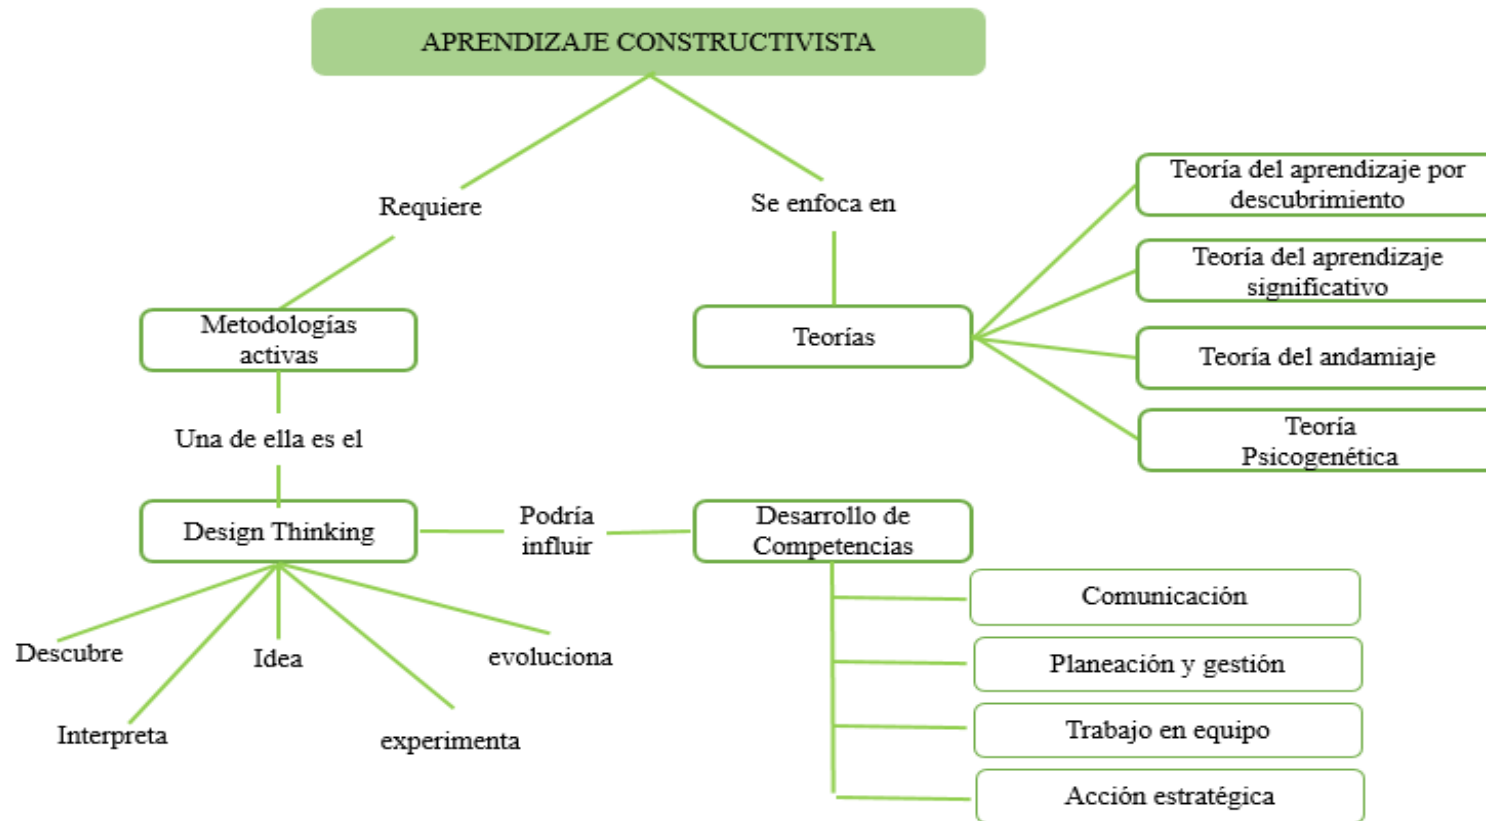 APRENDIZAJE CONSTRUCTIVISTA
Requiere
Se enfoca en
Teoría del aprendizaje por
descubrimiento
Teoría del aprendizaje
significativo
Teoría del andamiaje
Teoría
Psicogenética
Metodologías
activas
Teorías
Una de ella es el
Design Thinking
Podría
influir
Desarrollo de
Competencias
Descubre
Interpreta
Idea
experimenta
evoluciona
Comunicación
Planeación y gestión
Trabajo en equipo
Acción estratégica